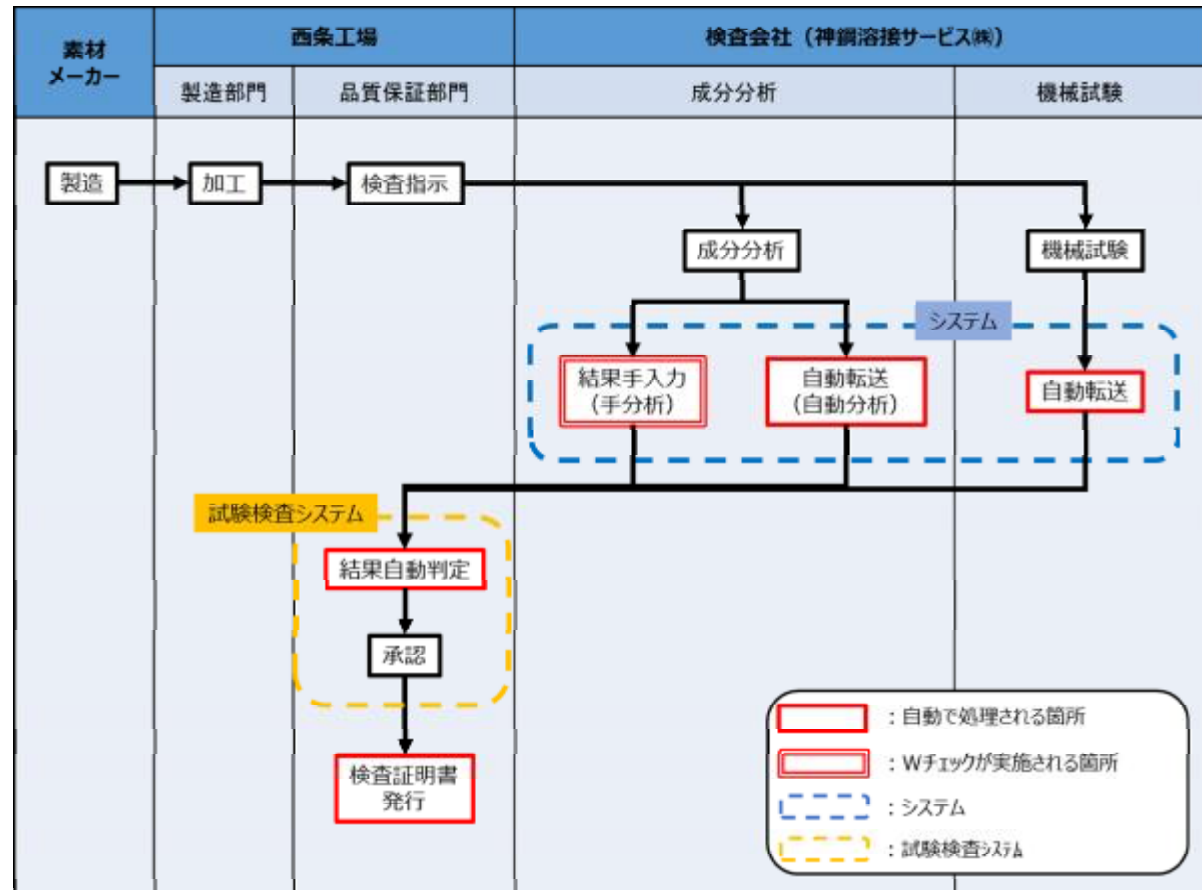 素材
メーカー
西条工場
検査会社（神鋼溶接サービス㈱）
製造部門
品質保証部門
成分分析
機械試験
製造
加工
検査指示
成分分析
機械試験
システム
結果手入力
（手分析）
自動転送
（自動分析）
自動転送
試験検査システム
結果自動判定
承認
検査証明書
発行
：自動で処理される箇所
：Wチェックが実施される箇所
：システム
：試験検査システム